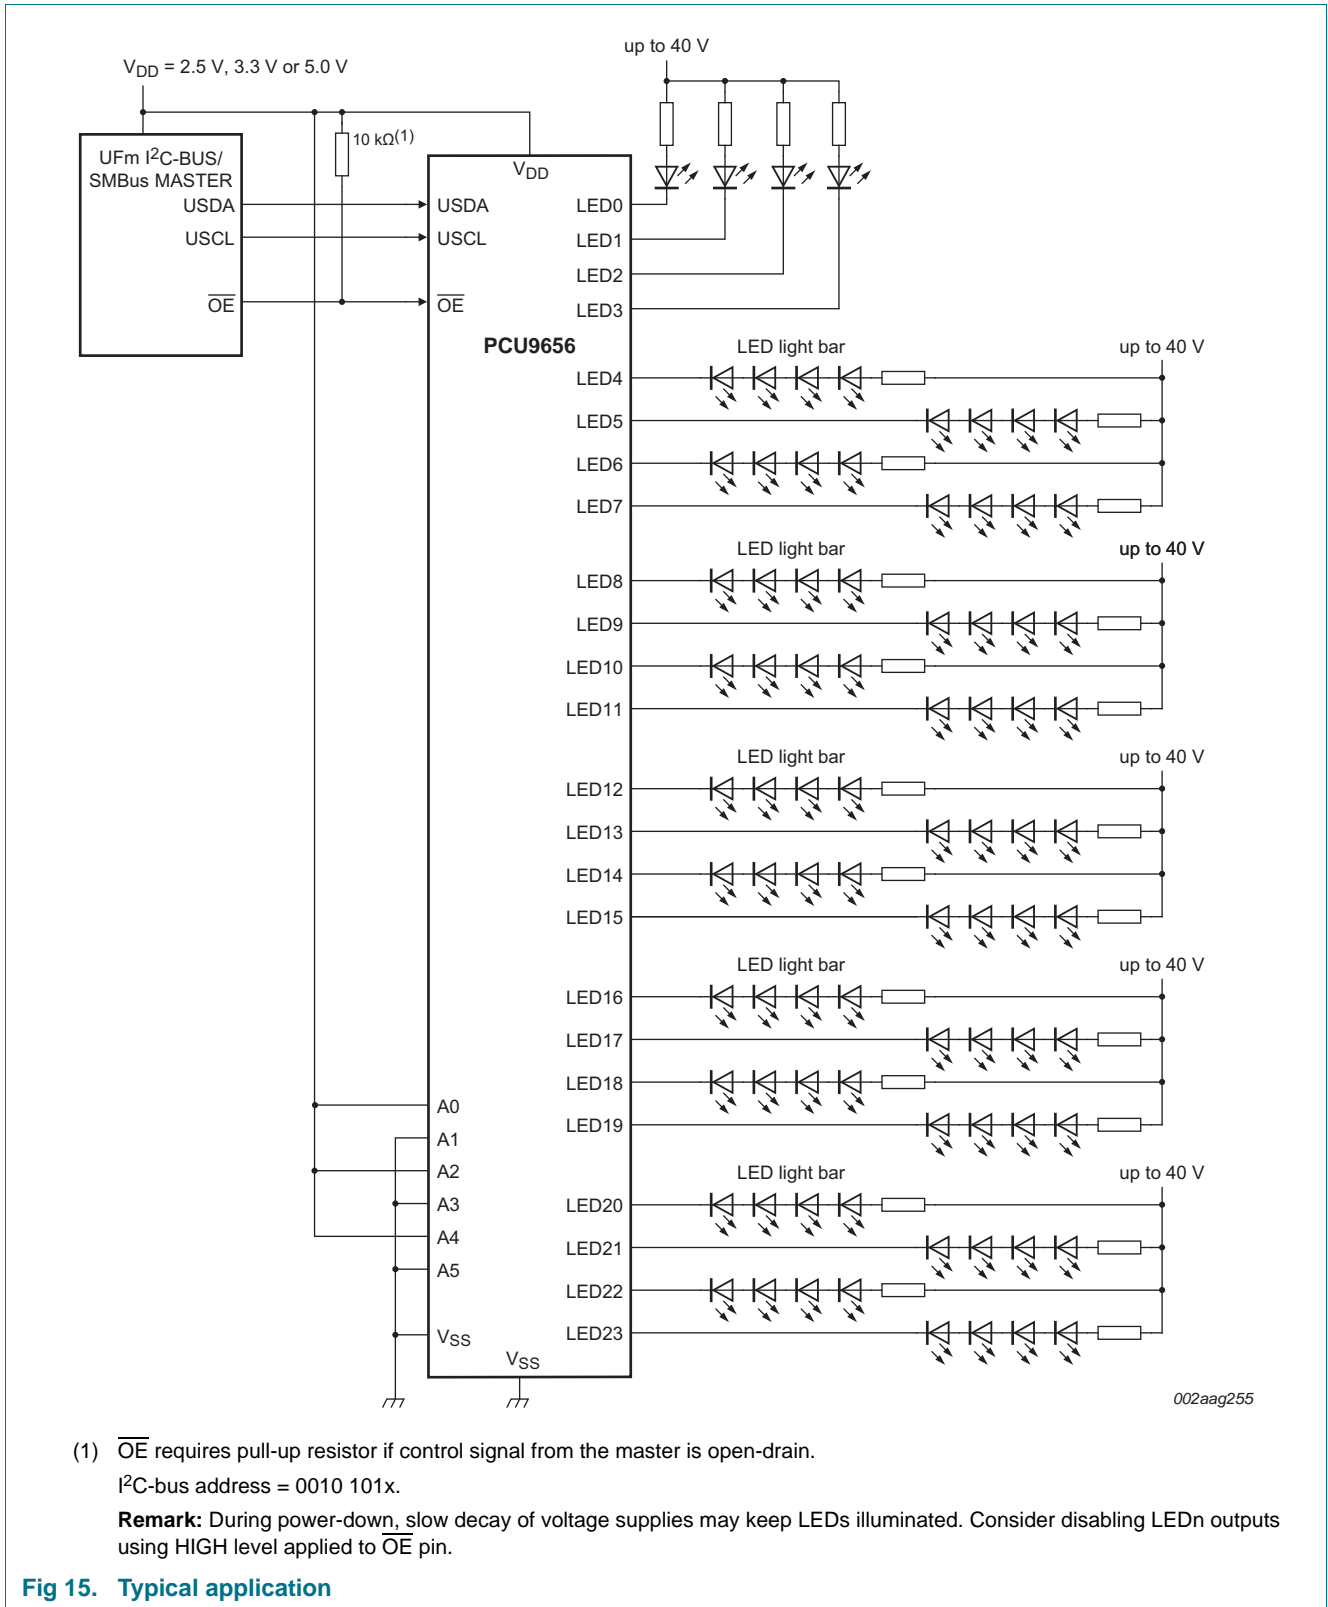 up to 40 V
VDD = 2.5 V, 3.3 V or 5.0 V
10 kΩ(1)
UFm I2C-BUS/
SMBus MASTER
USDA
USCL
OE
VDD
USDA
USCL
OE
PCU9656
LED0
LED1
LED2
LED3
LED light bar
up to 40 V
LED4
LED5
LED6
LED7
LED light bar
up to 40 V
LED8
LED9
LED10
LED11
LED light bar
up to 40 V
LED12
LED13
LED14
LED15
LED light bar
up to 40 V
LED16
LED17
LED18
LED19
LED light bar
up to 40 V
LED20
LED21
LED22
LED23
A0
A1
A2
A3
A4
A5
VSS
VSS
002aag255
(1) OE requires pull-up resistor if control signal from the master is open-drain.
I2C-bus address = 0010 101x.
Remark: During power-down, slow decay of voltage supplies may keep LEDs illuminated. Consider disabling LEDn outputs
using HIGH level applied to OE pin.
Fig 15. Typical application